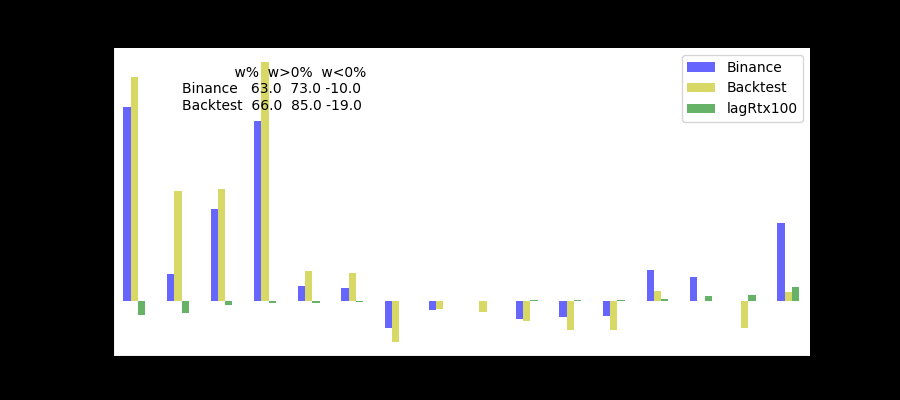 w%  w>0%  w<0%
Binance   63.0  73.0 -10.0
Backtest  66.0  85.0 -19.0
Binance
Backtest
lagRtx100